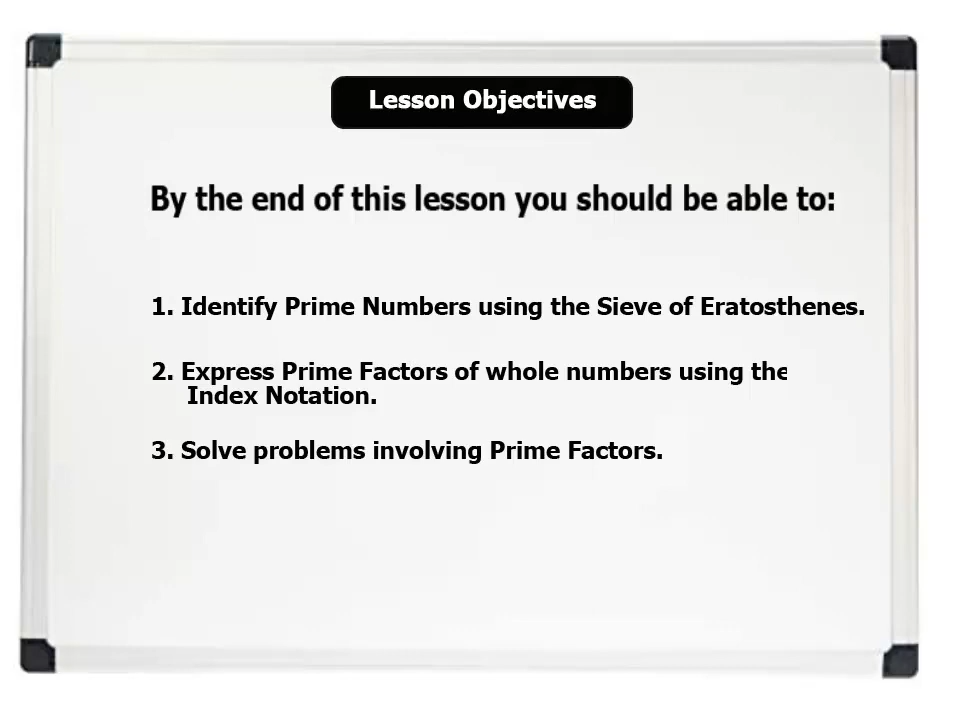 Lesson Objectives
By the end of this lesson you should be able to:
1. Identify Prime Numbers using the Sieve of Eratosthenes.
2. Express Prime Factors of whole numbers using the
Index Notation.
3. Solve problems involving Prime Factors.